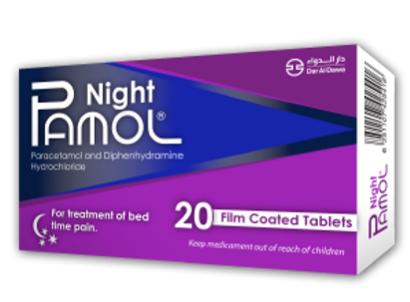 دار الدواء
Dar Al Dawa
Night
PAMOL®
Paracetamol and Diphenhydramine
Hydrochloride
For treatment of bed
time pain.
20 Film Coated Tablets
Keep medicament out of reach of children
Night
PAMOL